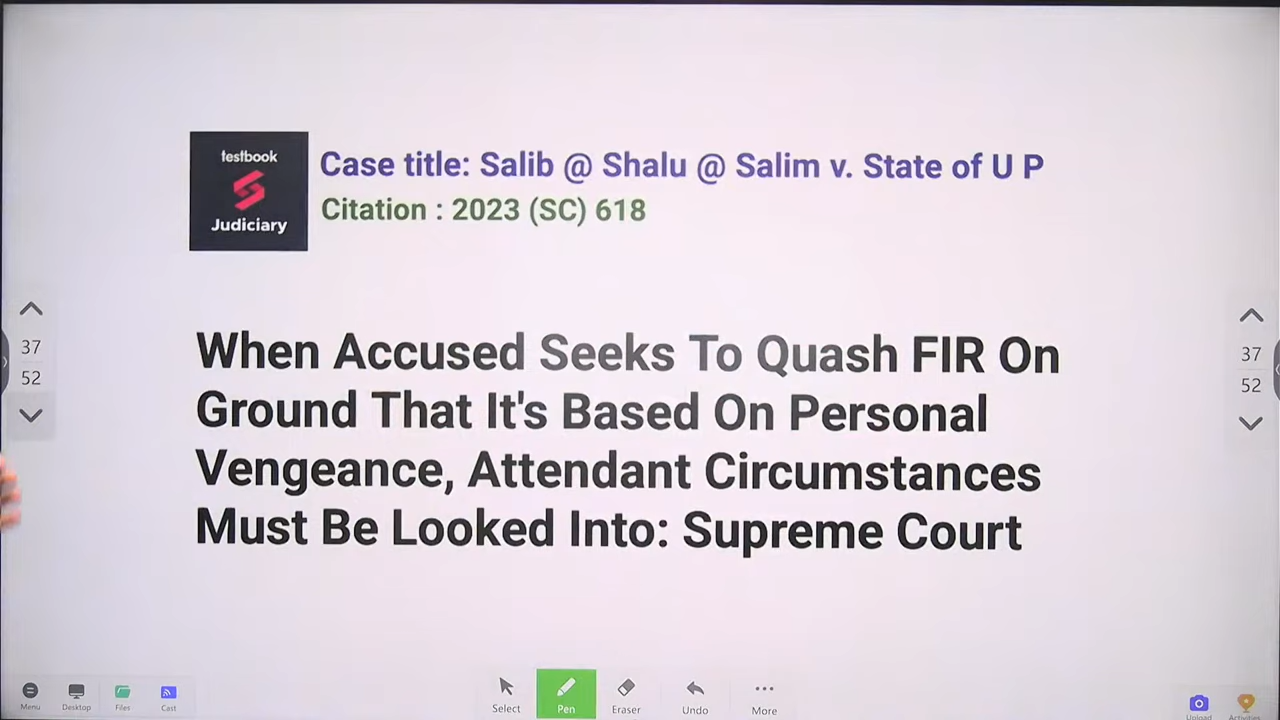 testbook
Judiciary
Case title: Salib @ Shalu @ Salim v. State of U P
Citation : 2023 (SC) 618
When Accused Seeks To Quash FIR On
Ground That It's Based On Personal
Vengeance, Attendant Circumstances
Must Be Looked Into: Supreme Court
37
52
37
52
Menu
Desktop
Files
Cast
Select
Pen
Eraser
Undo
More
Upload
Activities